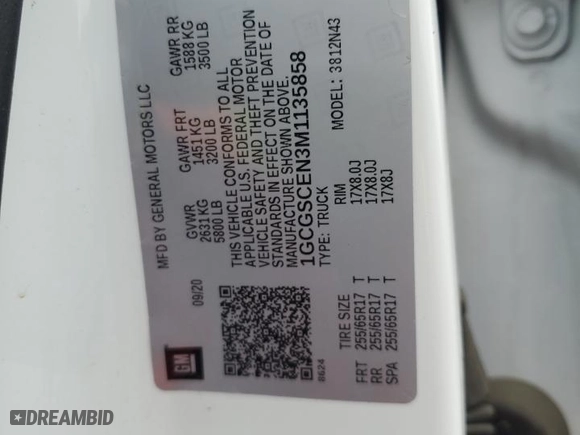 MFD BY GENERAL MOTORS LLC
09/20
GVWR GAWR FRT GAWR RR
2631 KG 1451 KG 1588 KG
5800 LB 3200 LB 3500 LB
THIS VEHICLE CONFORMS TO ALL
APPLICABLE U.S. FEDERAL MOTOR
VEHICLE SAFETY AND THEFT PREVENTION
STANDARDS IN EFFECT ON THE DATE OF
MANUFACTURE SHOWN ABOVE.
1GCGSCEN3M1135858
TYPE: TRUCK MODEL: 3812N43
0624
TIRE SIZE RIM
FRT 255/65R17 T 17X8.0J
RR 255/65R17 T 17X8.0J
SPA 255/65R17 T 17X8J
GM
DREAMBID